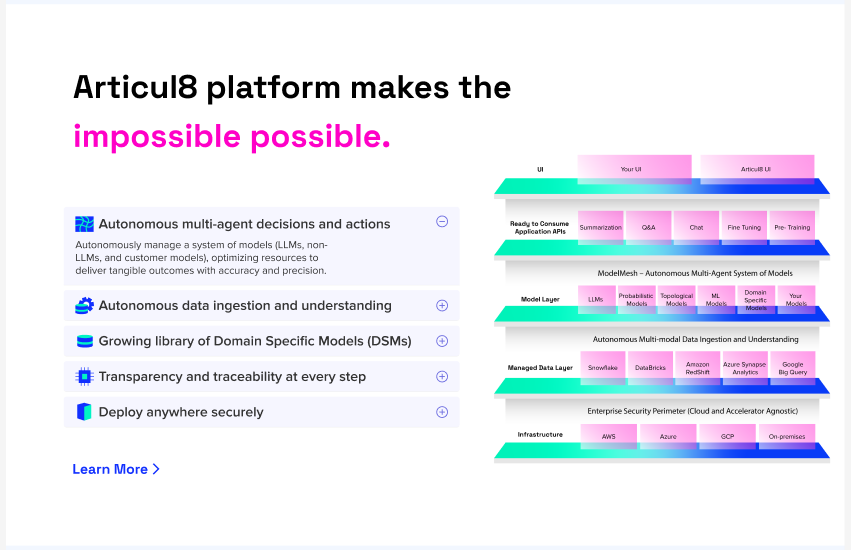 Articul8 platform makes the
impossible possible.
Autonomous multi-agent decisions and actions
Autonomously manage a system of models (LLMs, non-
LLMs, and customer models), optimizing resources to
deliver tangible outcomes with accuracy and precision.
Autonomous data ingestion and understanding
Growing library of Domain Specific Models (DSMs)
Transparency and traceability at every step
Deploy anywhere securely
Learn More
UI
Your UI
Articul8 UI
Ready to Consume
Application APIs
Summarization
Q&A
Chat
Fine Tuning
Pre- Training
ModelMesh – Autonomous Multi-Agent System of Models
Model Layer
LLMs
Probabilistic
Models
Topological
Models
ML
Models
Domain
Specific
Models
Your
Models
Autonomous Multi-modal Data Ingestion and Understanding
Managed Data Layer
Snowflake
DataBricks
Amazon
RedShift
Azure Synapse
Analytics
Google
Big Query
Enterprise Security Perimeter (Cloud and Accelerator Agnostic)
Infrastructure
AWS
Azure
GCP
On-premises